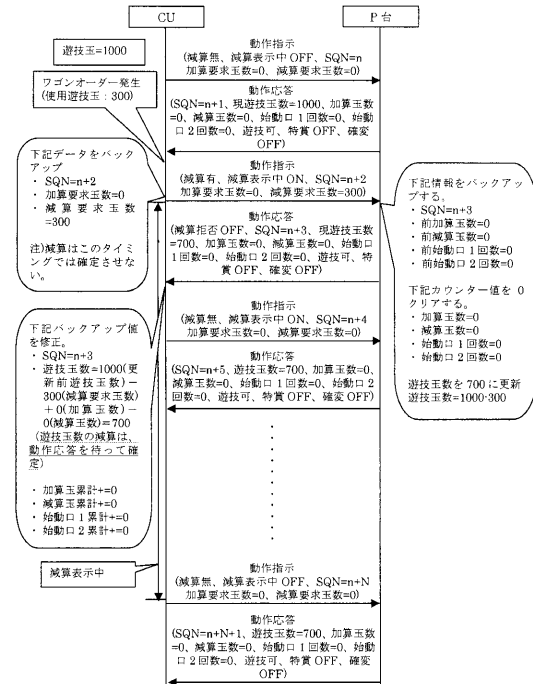 CU
P台
遊技玉=1000
動作指示
(減算無、減算表示中 OFF、SQN=n
加算要求玉数=0、減算要求玉数=0)
ワゴンオーダー発生
(使用遊技玉：300)
動作応答
(SQN=n+1、現遊技玉数=1000、加算玉数
=0、減算玉数=0、始動口1回数=0、始動
口2回数=0、遊技可、特賞 OFF、確変
OFF)
下記データをバック
アップ
・ SQN=n+2
・ 加算要求玉数=0
・ 減算要求玉数
=300
注)減算はこのタイミ
ングでは確定させな
い。
動作指示
(減算有、減算表示中 ON、SQN=n+2
加算要求玉数=0、減算要求玉数=300)
動作応答
(減算拒否 OFF、SQN=n+3、現遊技玉数
=700、加算玉数=0、減算玉数=0、始動口
1回数=0、始動口2回数=0、遊技可、特
賞 OFF、確変 OFF)
下記情報をバックアッ
プする。
・ SQN=n+3
・ 前加算玉数=0
・ 前減算玉数=0
・ 前始動口1回数=0
・ 前始動口2回数=0
下記カウンター値を 0
クリアする。
・ 加算玉数=0
・ 減算玉数=0
・ 始動口1回数=0
・ 始動口2回数=0
遊技玉数を 700 に更新
遊技玉数=1000-300
動作指示
(減算無、減算表示中 ON、SQN=n+4
加算要求玉数=0、減算要求玉数=0)
下記バックアップ値
を修正。
・ SQN=n+3
・ 遊技玉数=1000(更
新前遊技玉数)－
300(減算要求玉数)
＋0(加算玉数)－
0(減算玉数)=700
(遊技玉数の減算は、
動作応答を待って確
定)
・ 加算玉累計+=0
・ 減算玉累計+=0
・ 始動口1累計+=0
・ 始動口2累計+=0
動作応答
(SQN=n+5、遊技玉数=700、加算玉数=0、
減算玉数=0、始動口1回数=0、始動口2
回数=0、遊技可、特賞 OFF、確変 OFF)
減算表示中
動作指示
(減算無、減算表示中 OFF、SQN=n+N
加算要求玉数=0、減算要求玉数=0)
動作応答
(SQN=n+N+1、遊技玉数=700、加算玉数
=0、減算玉数=0、始動口1回数=0、始動
口2回数=0、遊技可、特賞 OFF、確変
OFF)